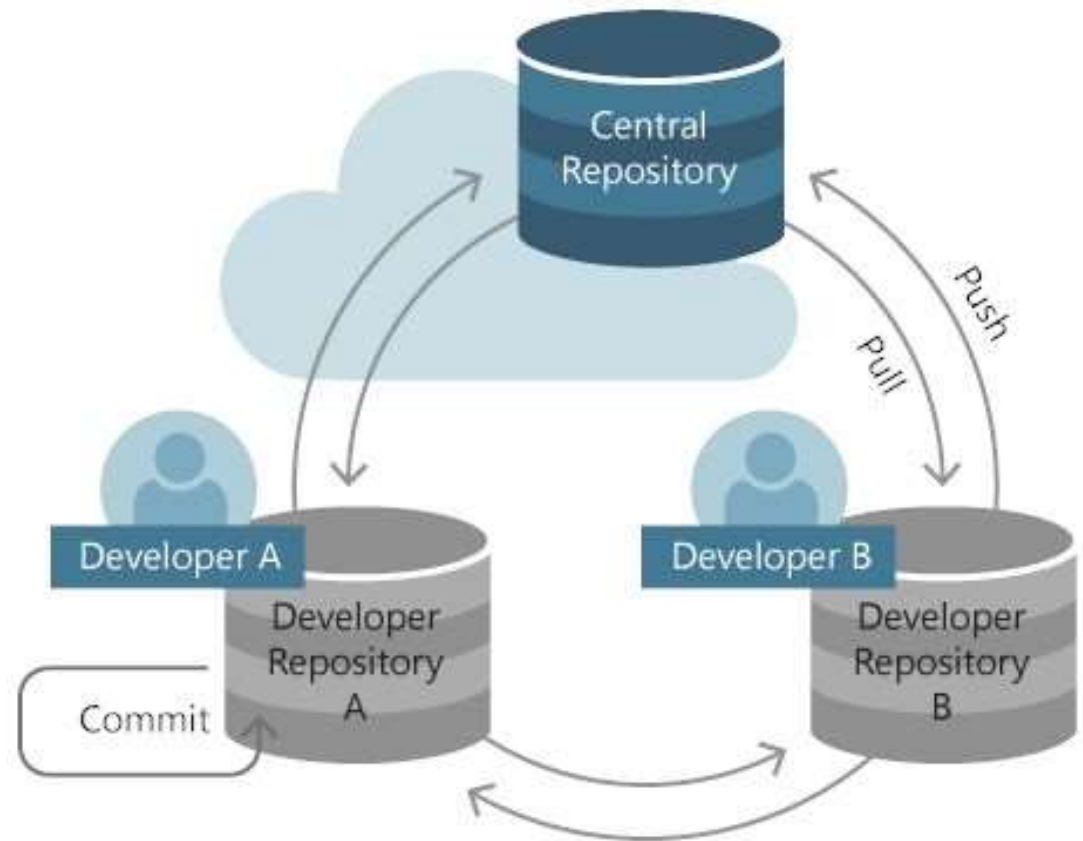 Central
Repository
Push
Pull
Developer A
Developer B
Developer
Repository
A
Developer
Repository
B
Commit